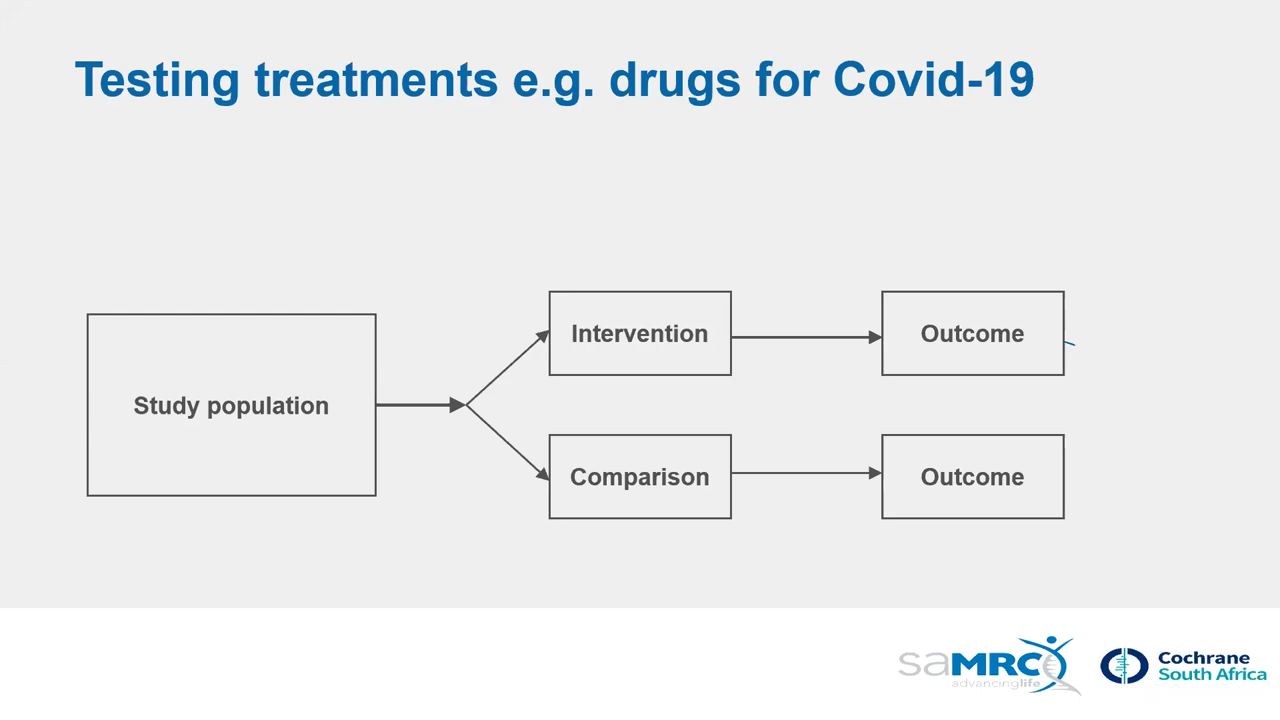 Testing treatments e.g. drugs for Covid-19
Intervention
Outcome
Study population
Comparison
Outcome
saMRC
advancinglife
Cochrane
South Africa